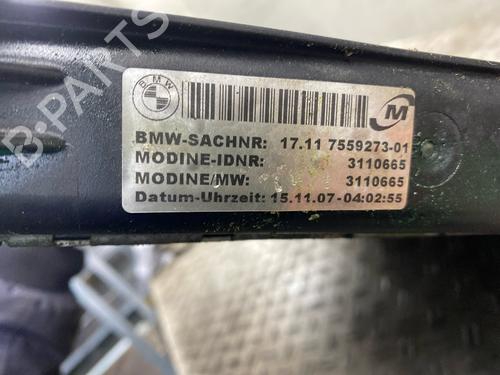 B-PARTS
BMW
M
BMW-SACHNR: 17.11 7559273-01
MODINE-IDNR: 3110665
MODINE/MW: 3110665
Datum-Uhrzeit: 15.11.07-04:02:55